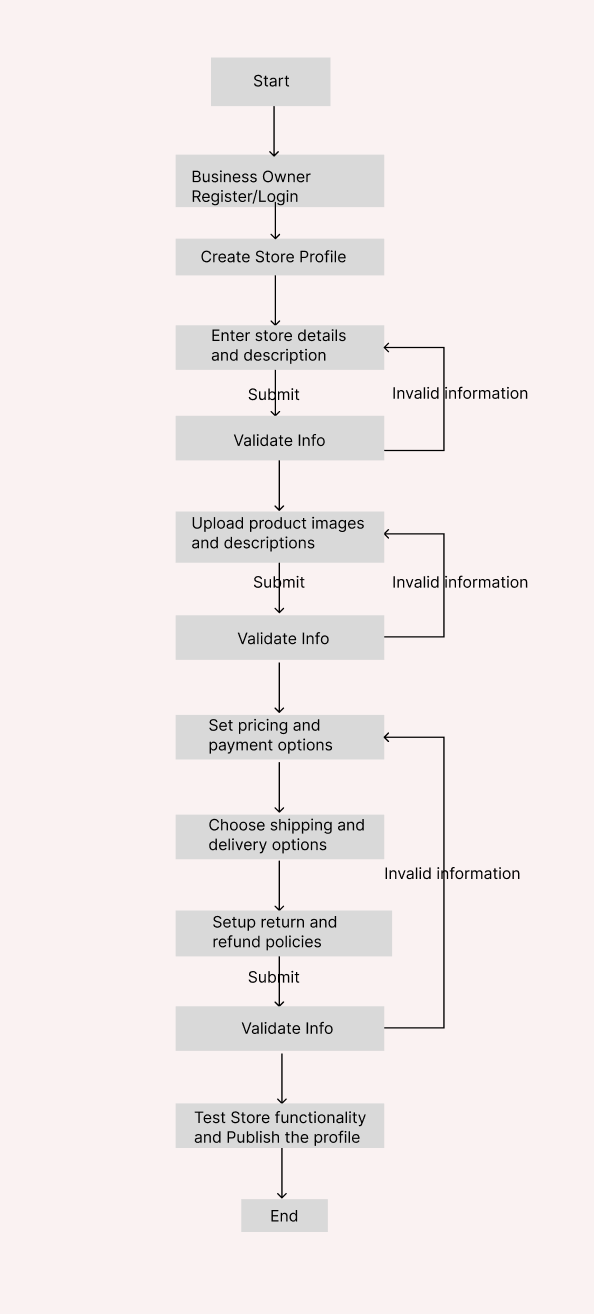 Start
Business Owner
Register/Login
Create Store Profile
Enter store details
and description
Submit
Invalid information
Validate Info
Upload product images
and descriptions
Submit
Invalid information
Validate Info
Set pricing and
payment options
Choose shipping and
delivery options
Invalid information
Setup return and
refund policies
Submit
Validate Info
Test Store functionality
and Publish the profile
End